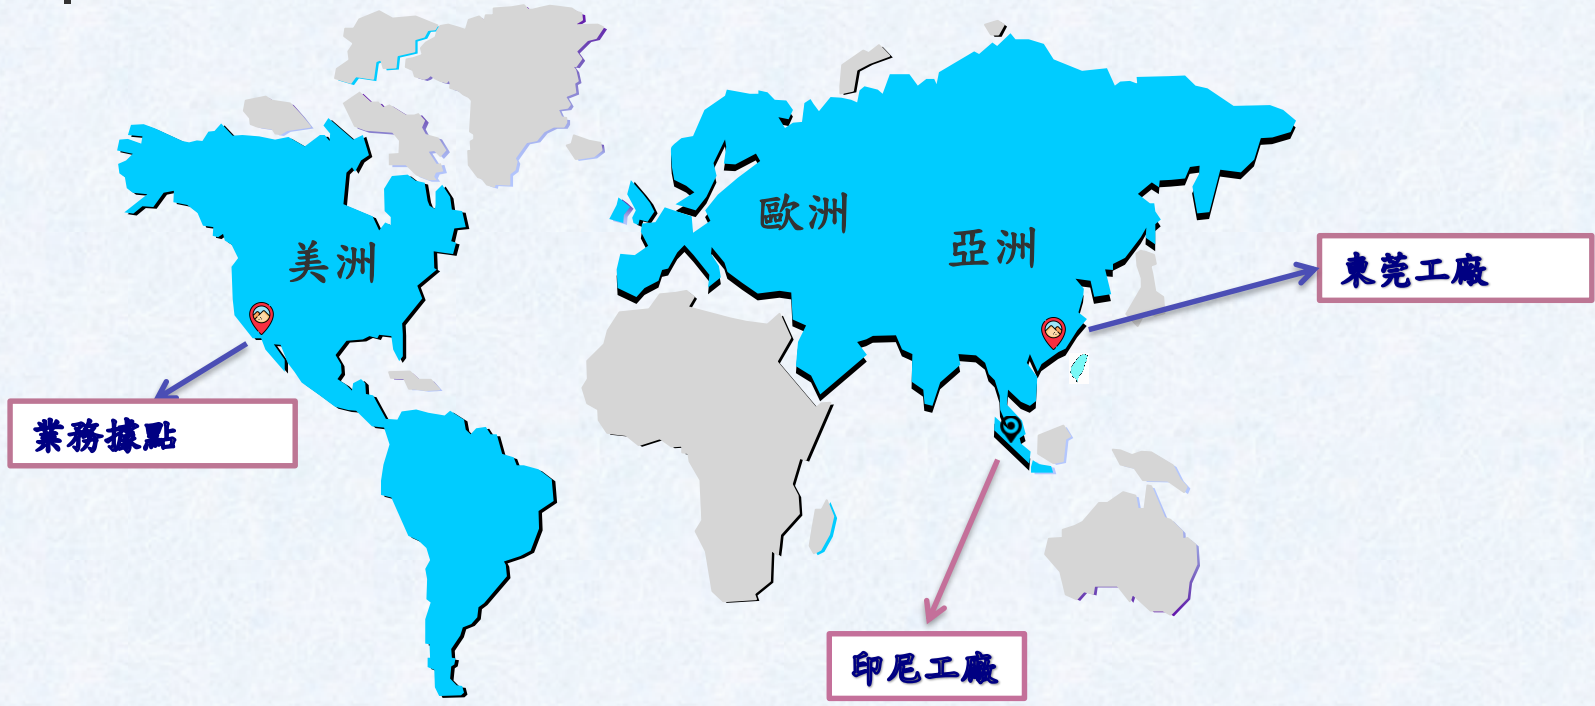 歐洲
美洲
亞洲
東莞工廠
業務據點
印尼工廠